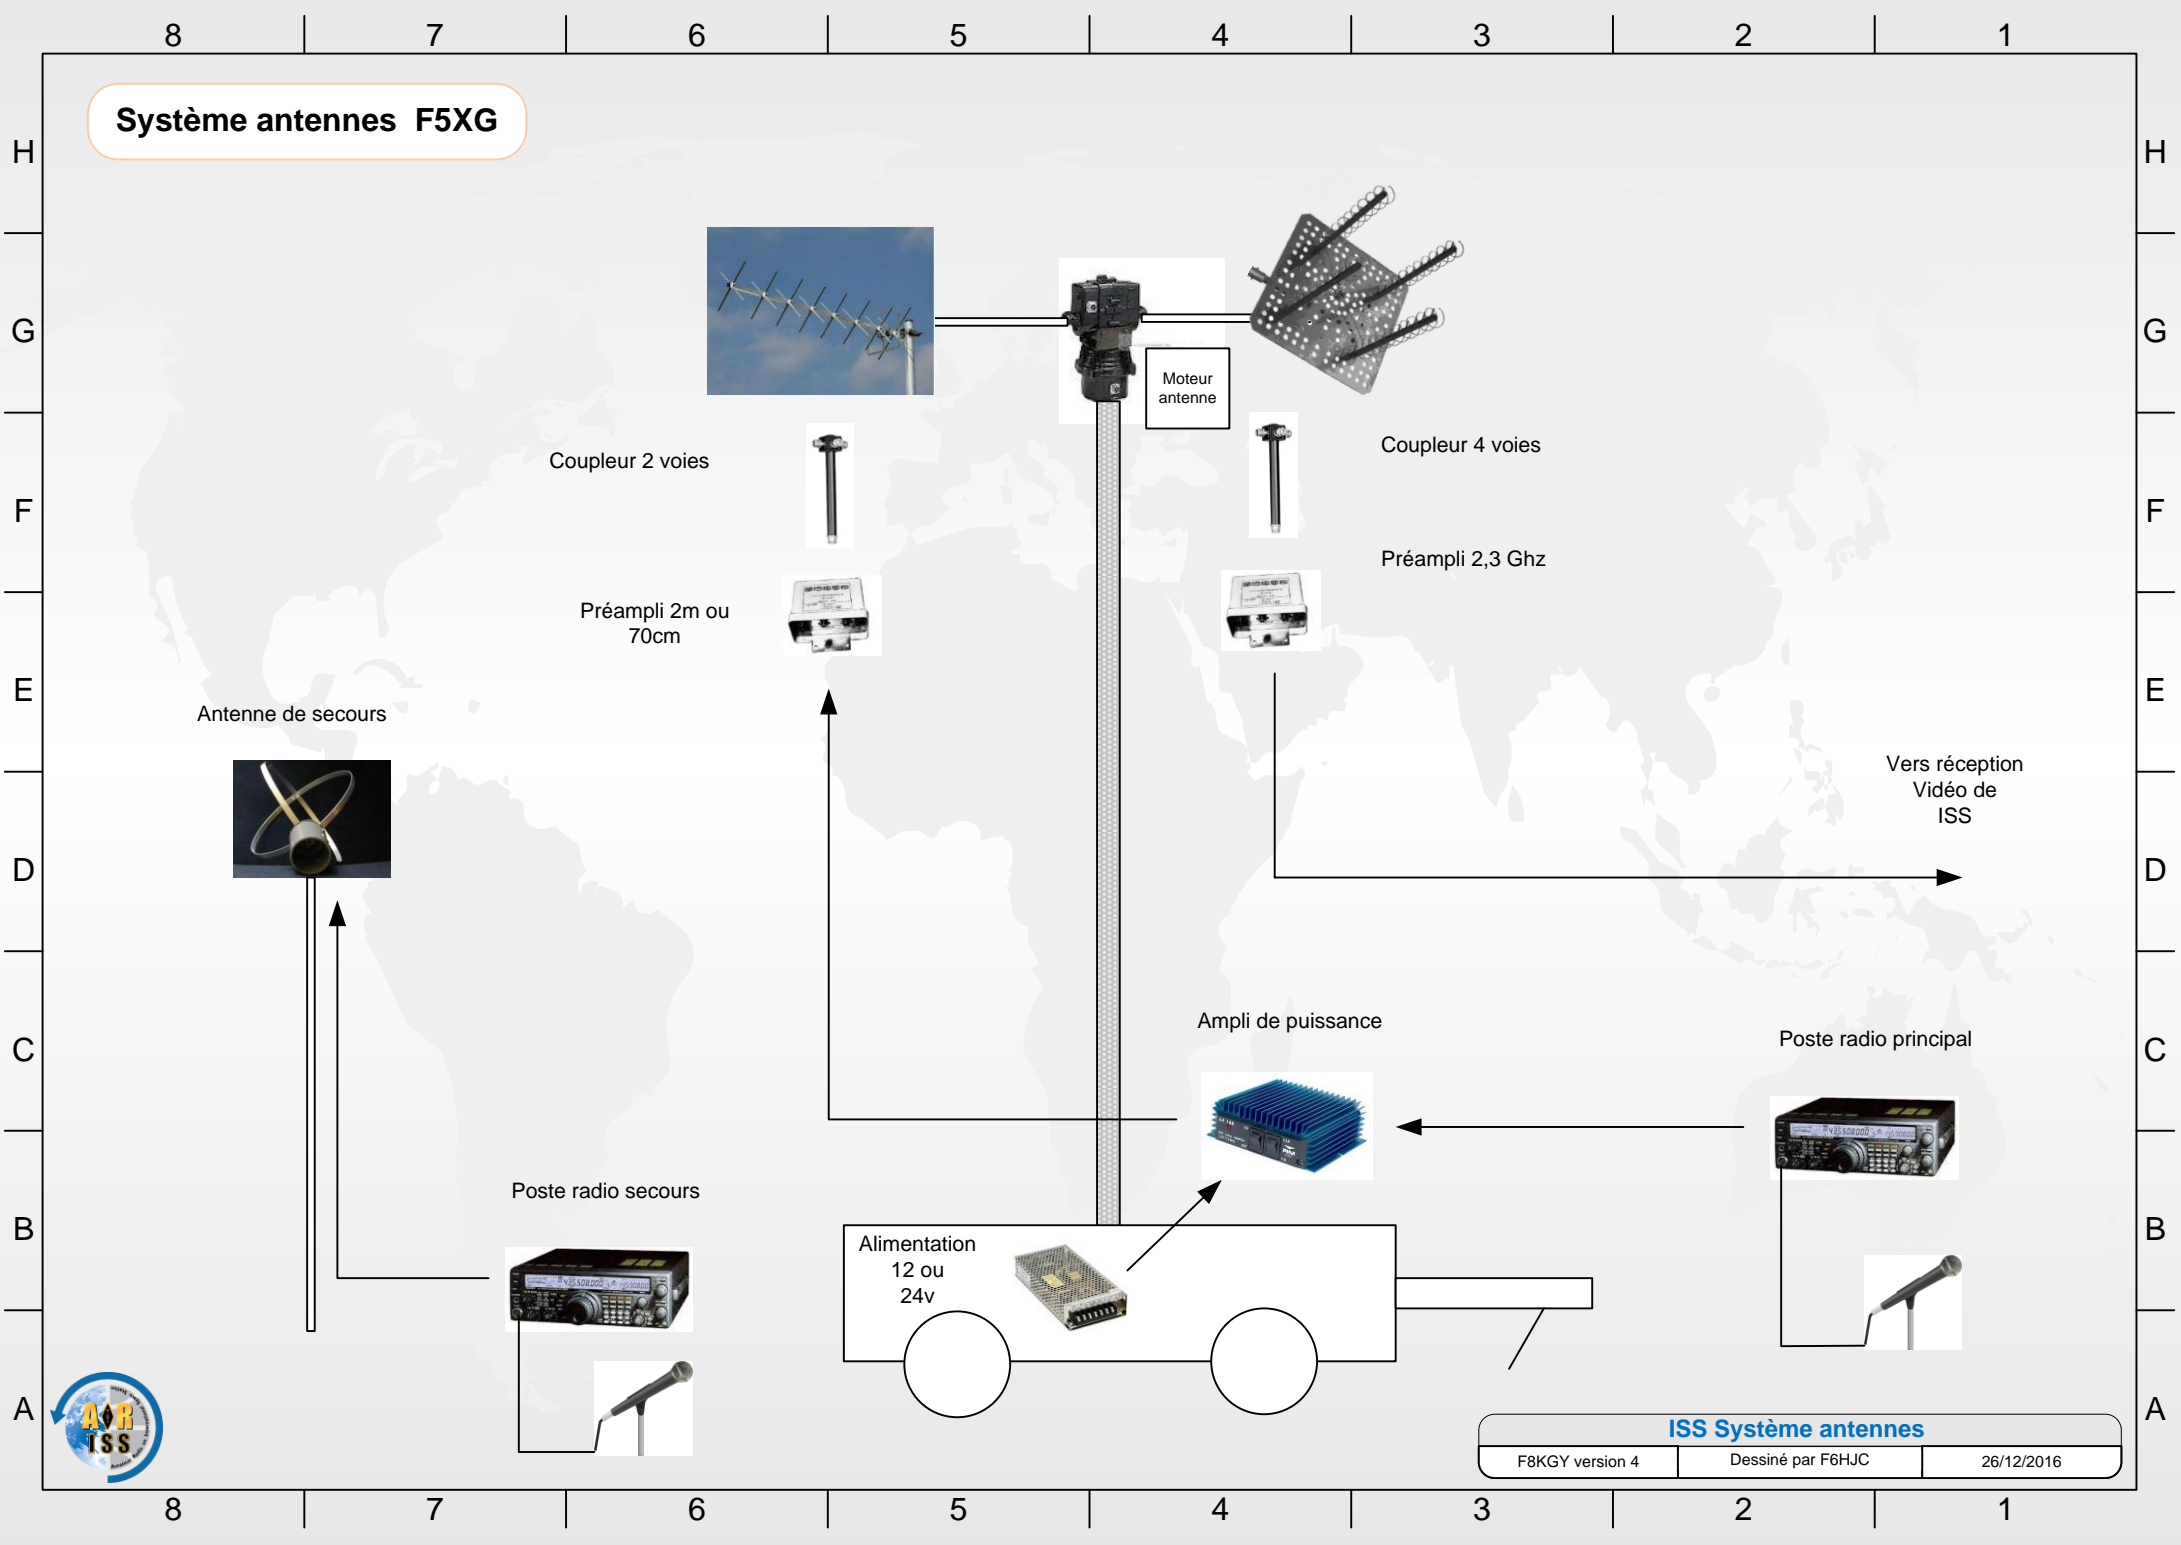 8 7 6 5 4 3 2 1
Système antennes F5XG
H H
G G
Moteur
antenne
Coupleur 2 voies
Coupleur 4 voies
F F
Préampli 2,3 Ghz
Préampli 2m ou
70cm
E E
Antenne de secours
Vers réception
Vidéo de
ISS
D D
Ampli de puissance
Poste radio principal
C C
Poste radio secours
B B
Alimentation
12 ou
24v
A A
AR
ISS
ISS Système antennes
F8KGY version 4 Dessiné par F6HJC 26/12/2016
8 7 6 5 4 3 2 1